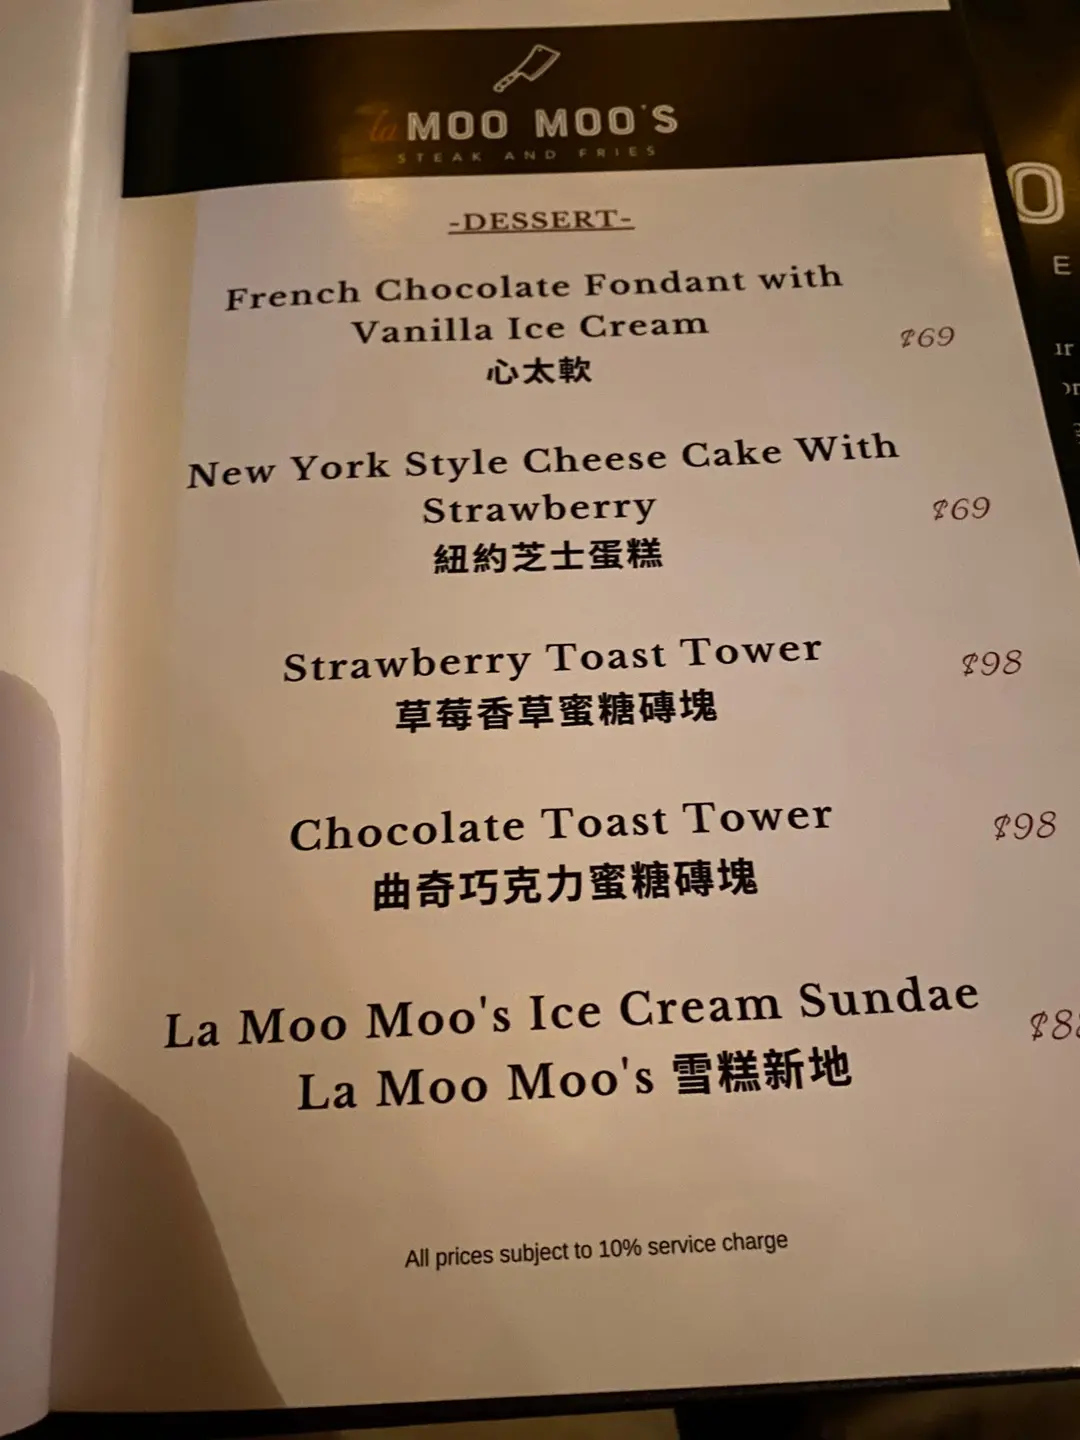 la MOO MOO'S
STEAK AND FRIES
-DESSERT-
French Chocolate Fondant with
Vanilla Ice Cream
$69
心太軟
New York Style Cheese Cake With
Strawberry
$69
紐約芝士蛋糕
Strawberry Toast Tower
$98
草莓香草蜜糖磚塊
Chocolate Toast Tower
$98
曲奇巧克力蜜糖磚塊
La Moo Moo's Ice Cream Sundae
La Moo Moo's 雪糕新地
All prices subject to 10% service charge